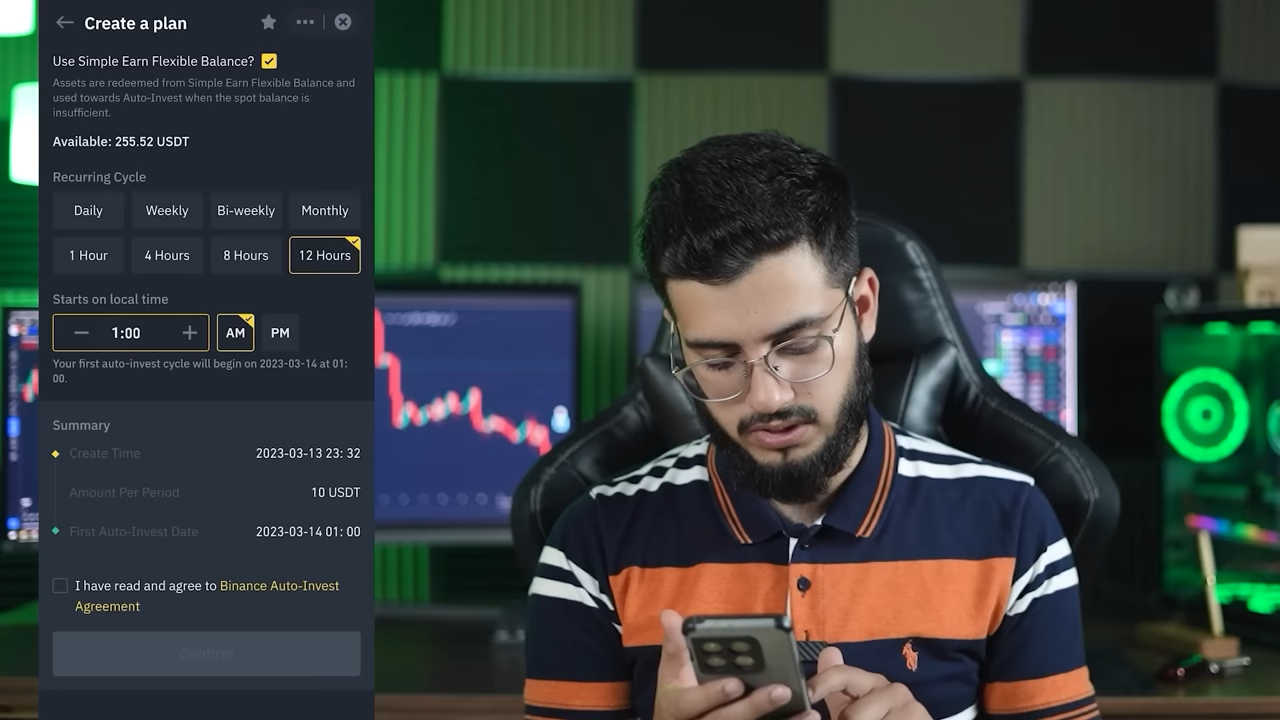 Create a plan
Use Simple Earn Flexible Balance?
Assets are redeemed from Simple Earn Flexible Balance and
used towards Auto-Invest when the spot balance is
insufficient.
Available: 255.52 USDT
Recurring Cycle
Daily Weekly Bi-weekly Monthly
1 Hour 4 Hours 8 Hours 12 Hours
Starts on local time
1:00 AM PM
Your first auto-invest cycle will begin on 2023-03-14 at 01:
00.
Summary
Create Time 2023-03-13 23: 32
Amount Per Period 10 USDT
First Auto-Invest Date 2023-03-14 01: 00
I have read and agree to Binance Auto-Invest
Agreement
Confirm